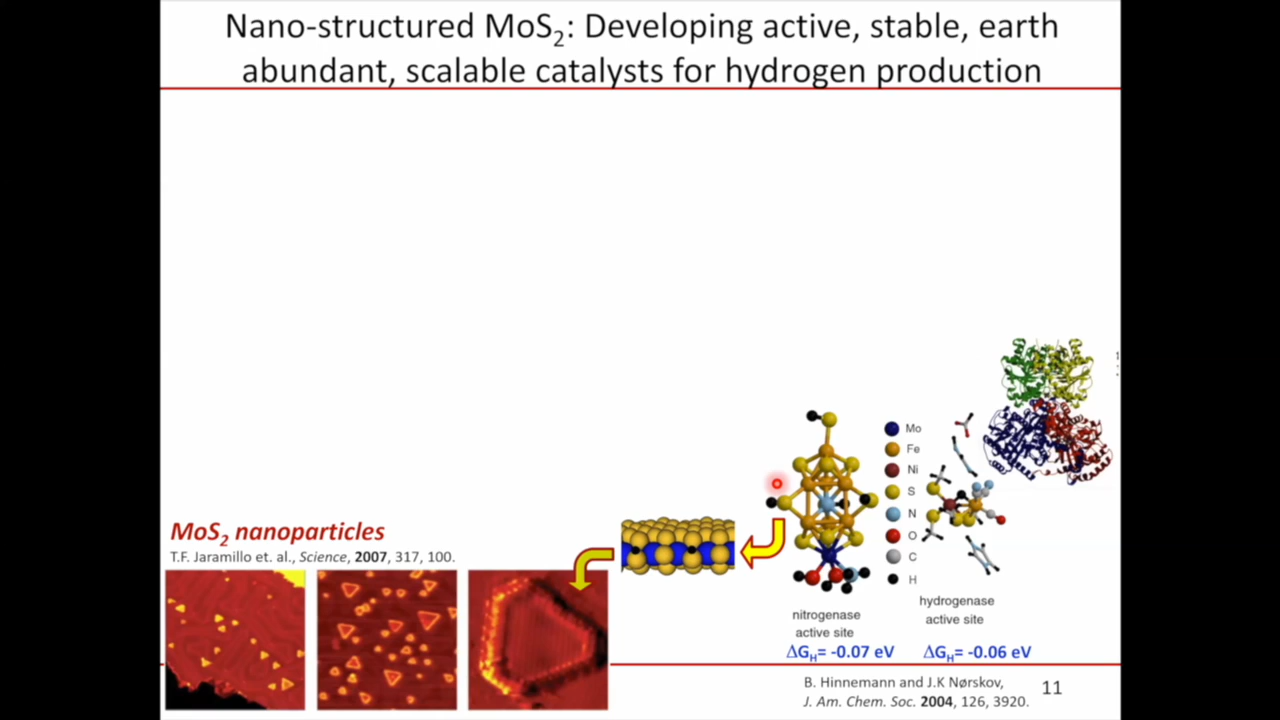 Nano-structured MoS2: Developing active, stable, earth
abundant, scalable catalysts for hydrogen production
Mo
Fe
Ni
S
N
O
C
H
MoS2 nanoparticles
T.F. Jaramillo et. al., Science, 2007, 317, 100.
nitrogenase
active site
hydrogenase
active site
ΔGH= -0.07 eV
ΔGH= -0.06 eV
B. Hinnemann and J.K Nørskov,
J. Am. Chem. Soc. 2004, 126, 3920.
11